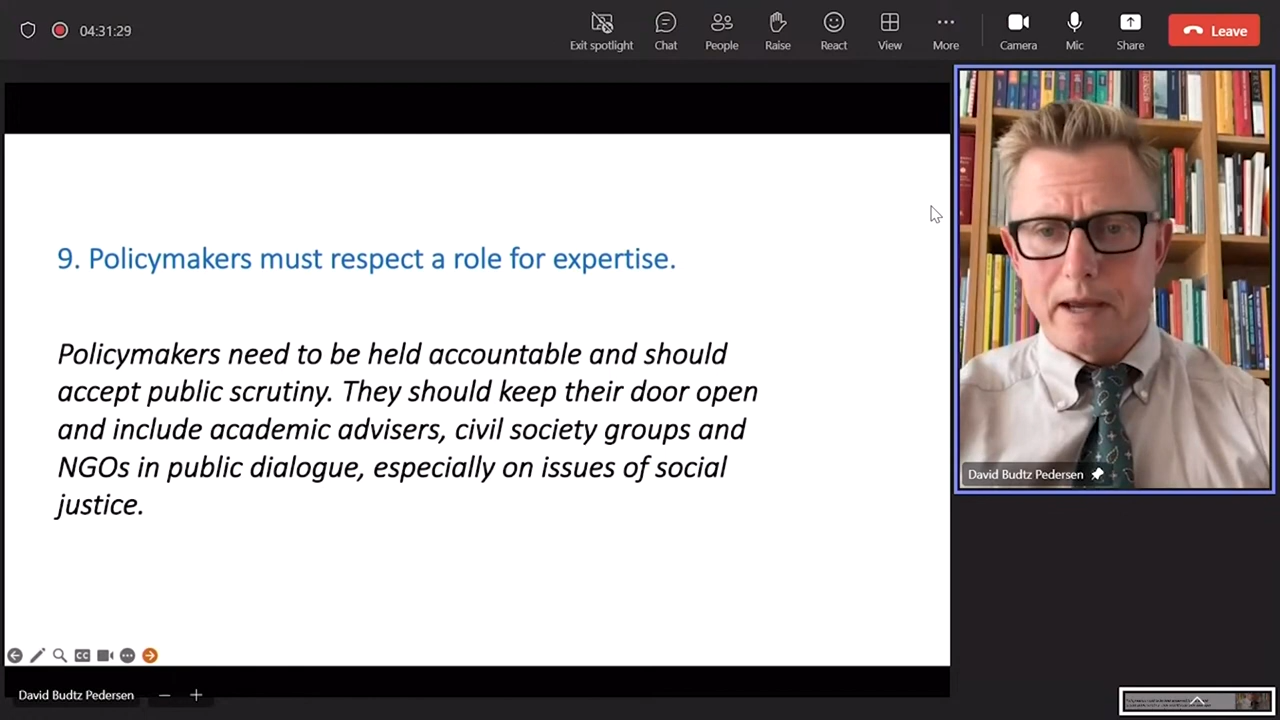 04:31:29
Exit spotlight
Chat
People
Raise
React
View
More
Camera
Mic
Share
Leave
9. Policymakers must respect a role for expertise.
Policymakers need to be held accountable and should
accept public scrutiny. They should keep their door open
and include academic advisers, civil society groups and
NGOs in public dialogue, especially on issues of social
justice.
David Budtz Pedersen
CC
David Budtz Pedersen